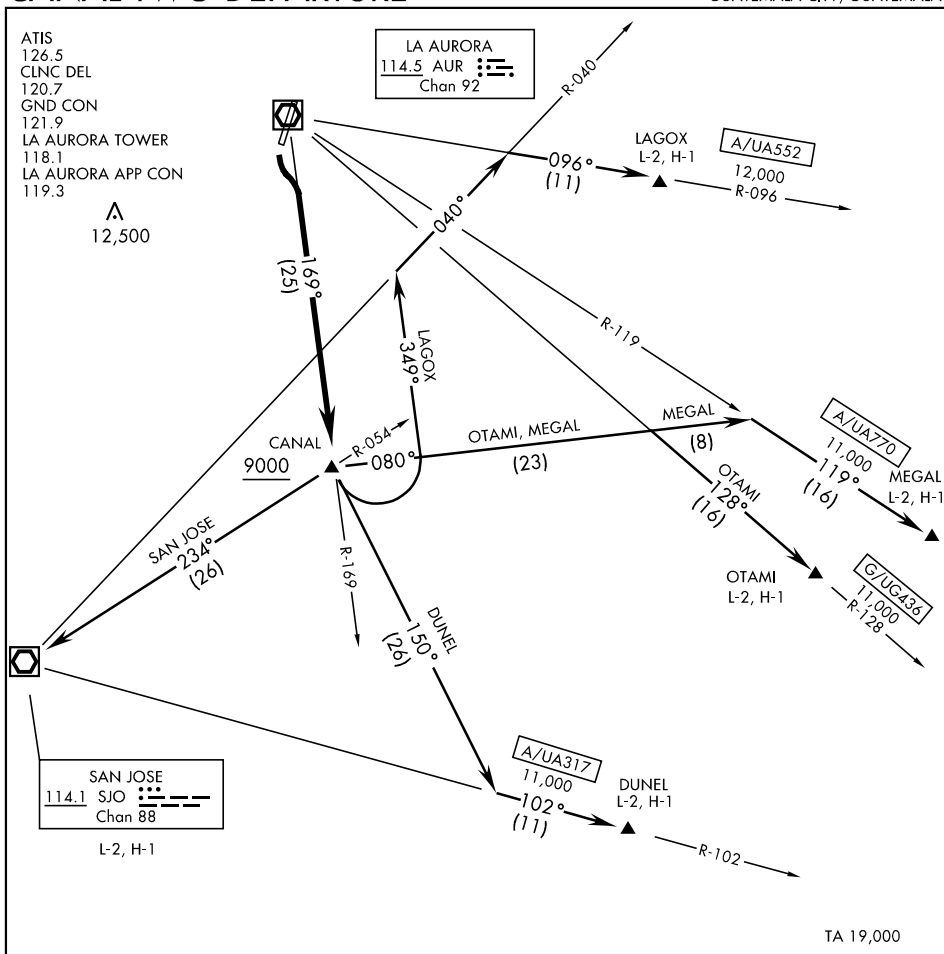 ATIS
126.5
CLNC DEL
120.7
GND CON
121.9
LA AURORA TOWER
118.1
LA AURORA APP CON
119.3
12,500
LA AURORA
114.5 AUR
Chan 92
R-040
096°
(11)
LAGOX
L-2, H-1
A/UA552
12,000
R-096
040°
169°
(25)
LAGOX
349°
R-119
CANAL
9000
R-054
080°
OTAMI, MEGAL
(23)
MEGAL
(8)
A/UA770
11,000
119°
(16)
MEGAL
L-2, H-1
OTAMI
128°
(16)
OTAMI
L-2, H-1
G/UG436
11,000
R-128
SAN JOSE
234°
(26)
R-169
DUNEL
150°
(26)
SAN JOSE
114.1 SJO
Chan 88
L-2, H-1
A/UA317
11,000
102°
(11)
DUNEL
L-2, H-1
R-102
TA 19,000